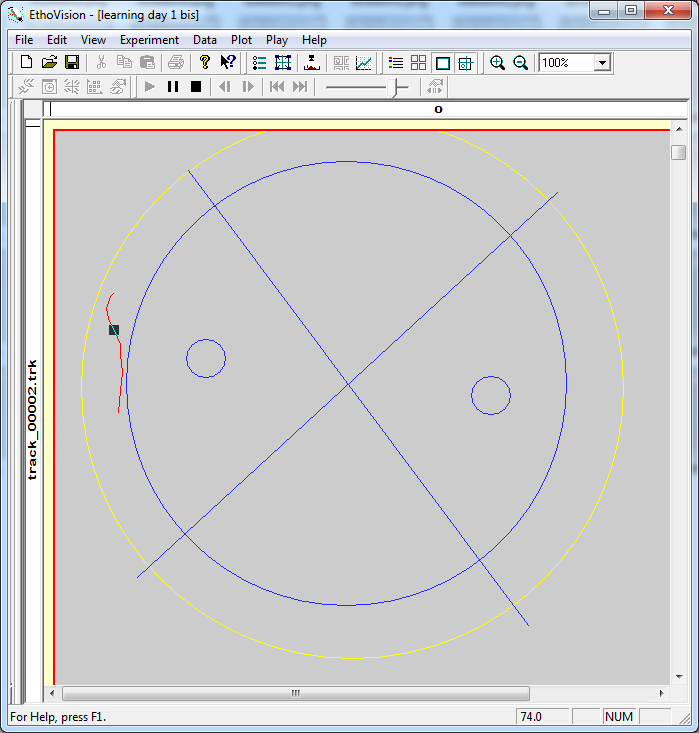 EthoVision - [learning day 1 bis]
File Edit View Experiment Data Plot Play Help
100%
O
track_00002.trk
For Help, press F1.
74.0
NUM